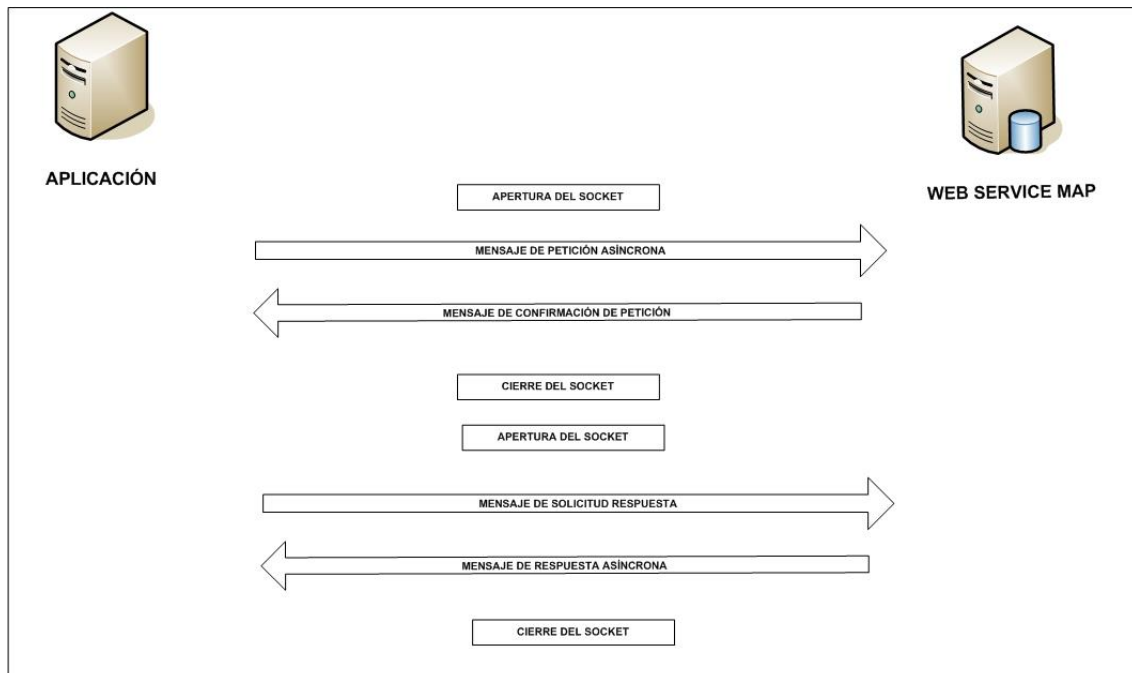 APLICACIÓN
WEB SERVICE MAP
APERTURA DEL SOCKET
MENSAJE DE PETICIÓN ASÍNCRONA
MENSAJE DE CONFIRMACIÓN DE PETICIÓN
CIERRE DEL SOCKET
APERTURA DEL SOCKET
MENSAJE DE SOLICITUD RESPUESTA
MENSAJE DE RESPUESTA ASÍNCRONA
CIERRE DEL SOCKET